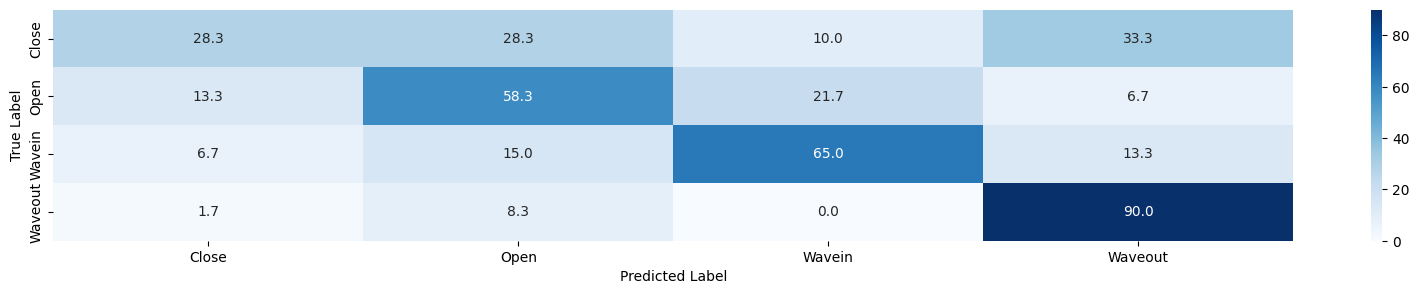 Close 28.3 28.3 10.0 33.3
Open 13.3 58.3 21.7 6.7
Wavein 6.7 15.0 65.0 13.3
Waveout 1.7 8.3 0.0 90.0
Close Open Wavein Waveout
Predicted Label
True Label
80
60
40
20
0